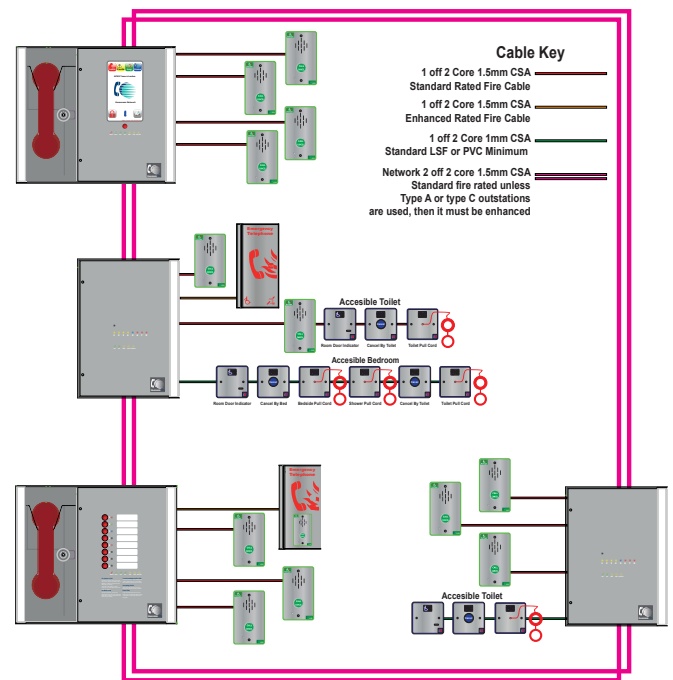 Cable Key
1 off 2 Core 1.5mm CSA
Standard Rated Fire Cable
1 off 2 Core 1.5mm CSA
Enhanced Rated Fire Cable
1 off 2 Core 1mm CSA
Standard LSF or PVC Minimum
Network 2 off 2 core 1.5mm CSA
Standard fire rated unless
Type A or type C outstations
are used, then it must be enhanced
Emergency
Telephone
Accesible Toilet
Room Door Indicator
Cancel By Toilet
Toilet Pull Cord
Accesible Bedroom
Room Door Indicator
Cancel By Bed
Bedside Pull Cord
Shower Pull Cord
Cancel By Toilet
Toilet Pull Cord
Emergency
Telephone
Accesible Toilet